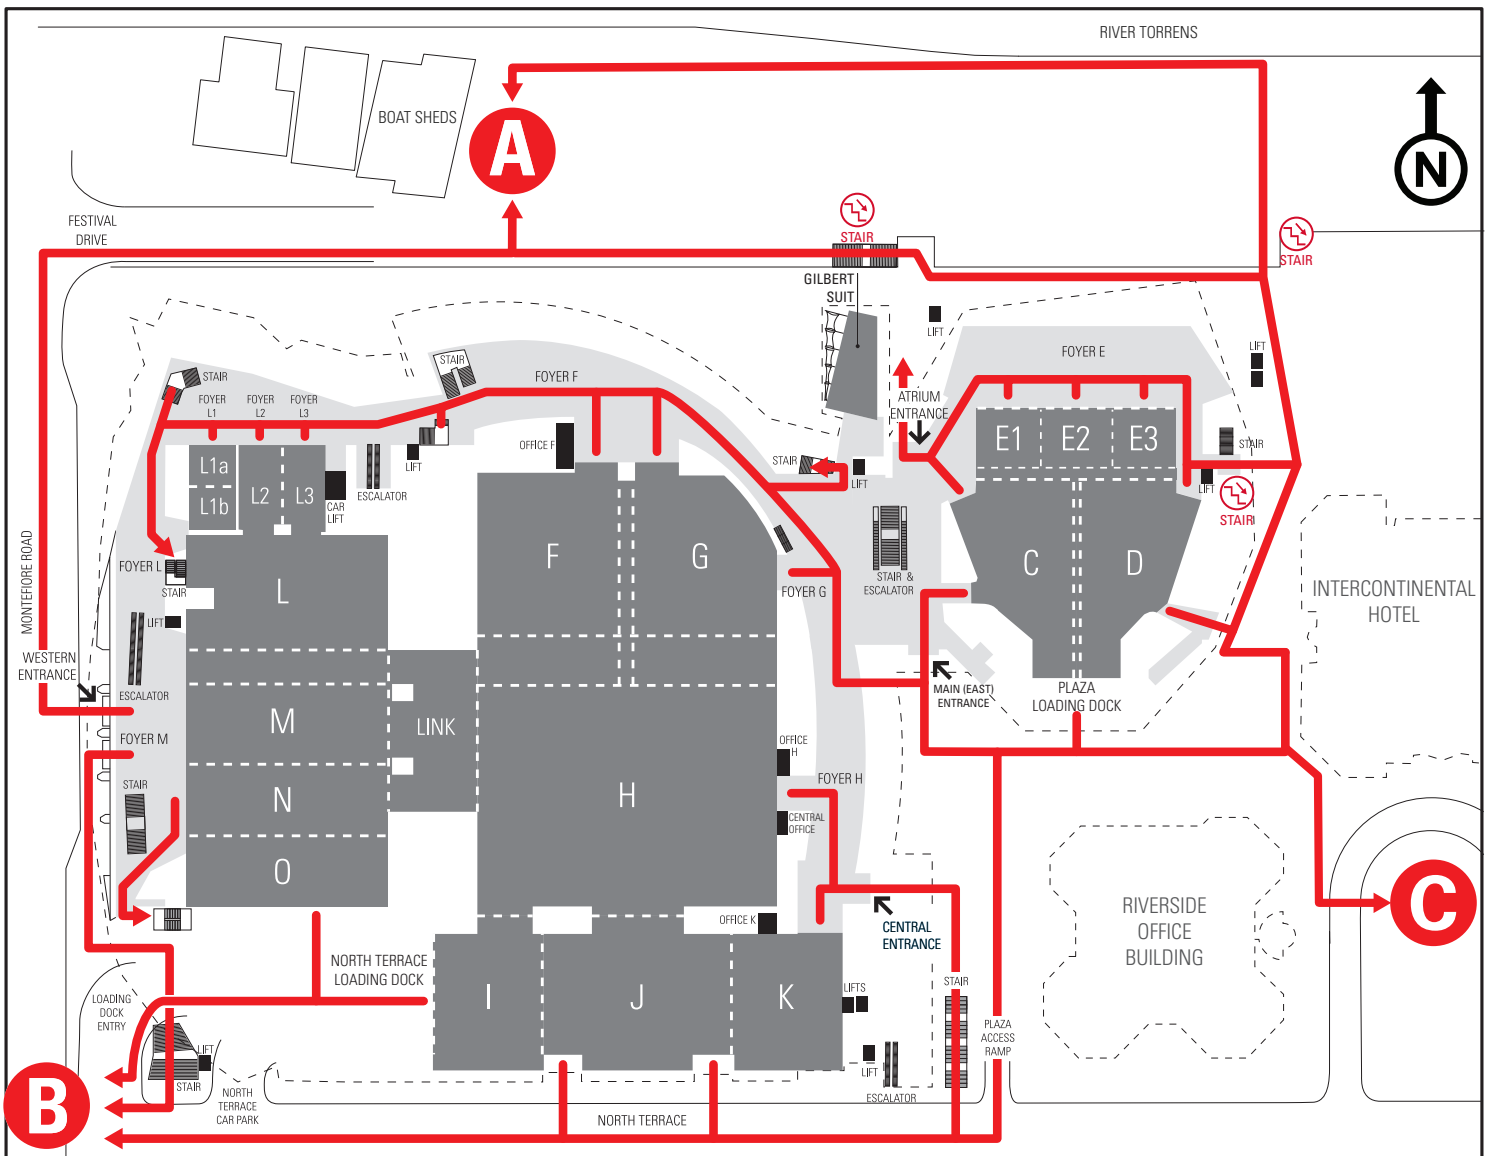 RIVER TORRENS
BOAT SHEDS
A
N
FESTIVAL
DRIVE
STAIR
STAIR
GILBERT
SUIT
LIFT
FOYER E
LIFT
STAIR
STAIR
FOYER F
FOYER
L1
FOYER
L2
FOYER
L3
ATRIUM
ENTRANCE
OFFICE F
E1
E2
E3
STAIR
L1a
L1b
L2
L3
LIFT
ESCALATOR
CAR
LIFT
STAIR
LIFT
LIFT
STAIR
MONTEFIORE ROAD
FOYER L
STAIR
L
F
G
FOYER G
STAIR &
ESCALATOR
C
D
INTERCONTINENTAL
HOTEL
LIFT
WESTERN
ENTRANCE
ESCALATOR
MAIN (EAST)
ENTRANCE
PLAZA
LOADING DOCK
M
LINK
FOYER M
OFFICE
H
FOYER H
STAIR
N
H
CENTRAL
OFFICE
O
OFFICE K
CENTRAL
ENTRANCE
RIVERSIDE
OFFICE
BUILDING
C
NORTH TERRACE
LOADING DOCK
I
J
K
LIFTS
STAIR
LOADING
DOCK
ENTRY
PLAZA
ACCESS
RAMP
LIFT
STAIR
LIFT
ESCALATOR
B
NORTH
TERRACE
CAR PARK
NORTH TERRACE